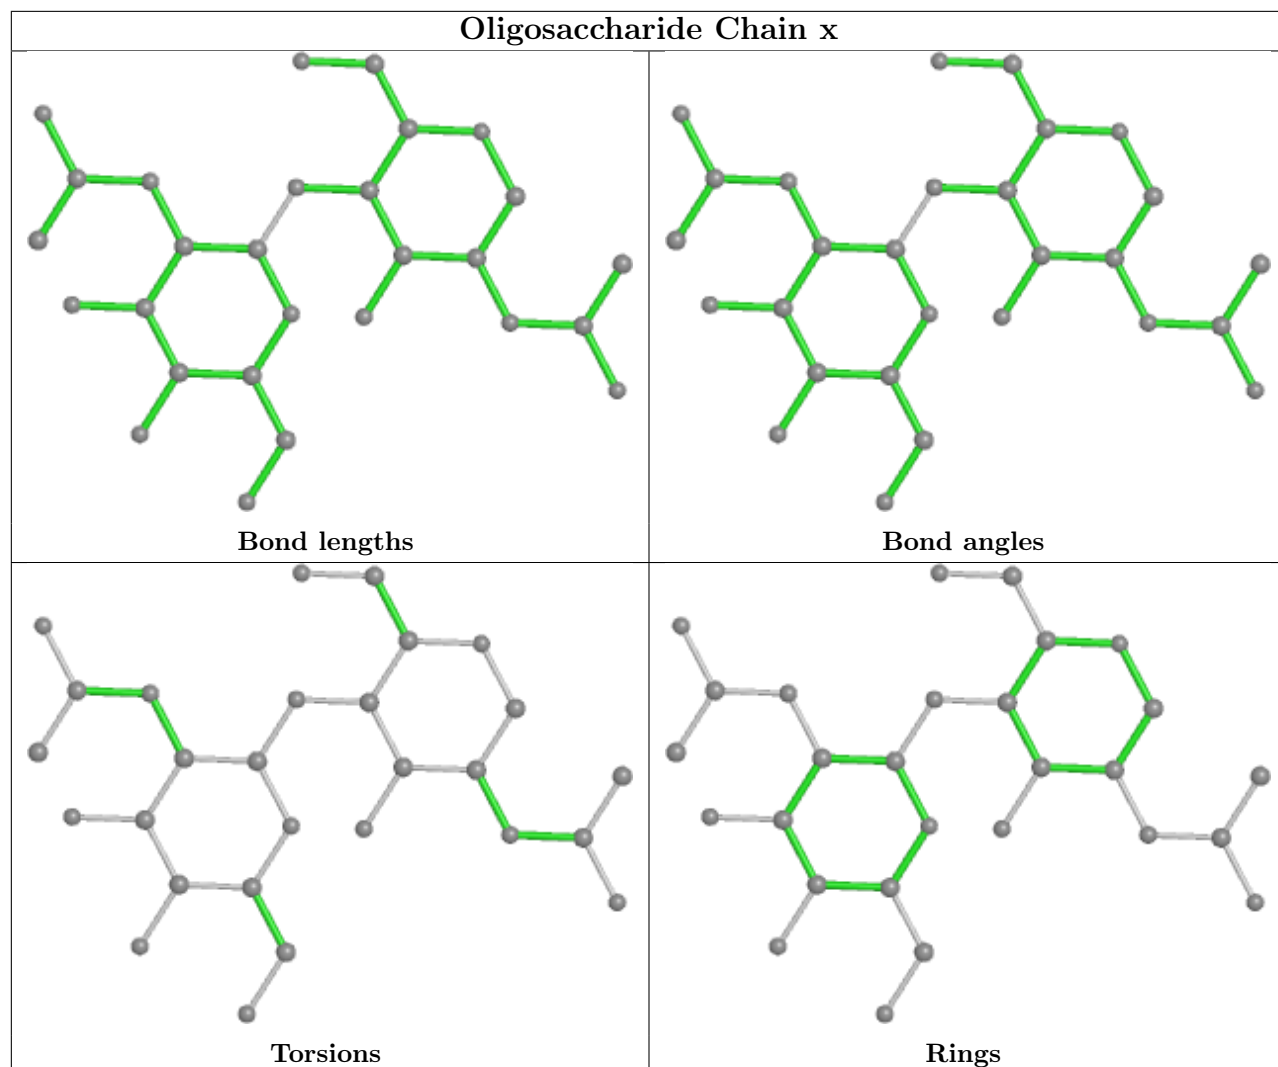 Oligosaccharide Chain x
Bond lengths
Bond angles
Torsions
Rings